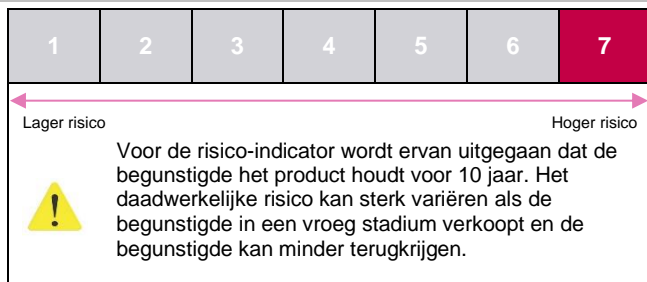 1 2 3 4 5 6 7
Lager risico Hoger risico
Voor de risico-indicator wordt ervan uitgegaan dat de
begunstigde het product houdt voor 10 jaar. Het
daadwerkelijke risico kan sterk variëren als de
begunstigde in een vroeg stadium verkoopt en de
begunstigde kan minder terugkrijgen.